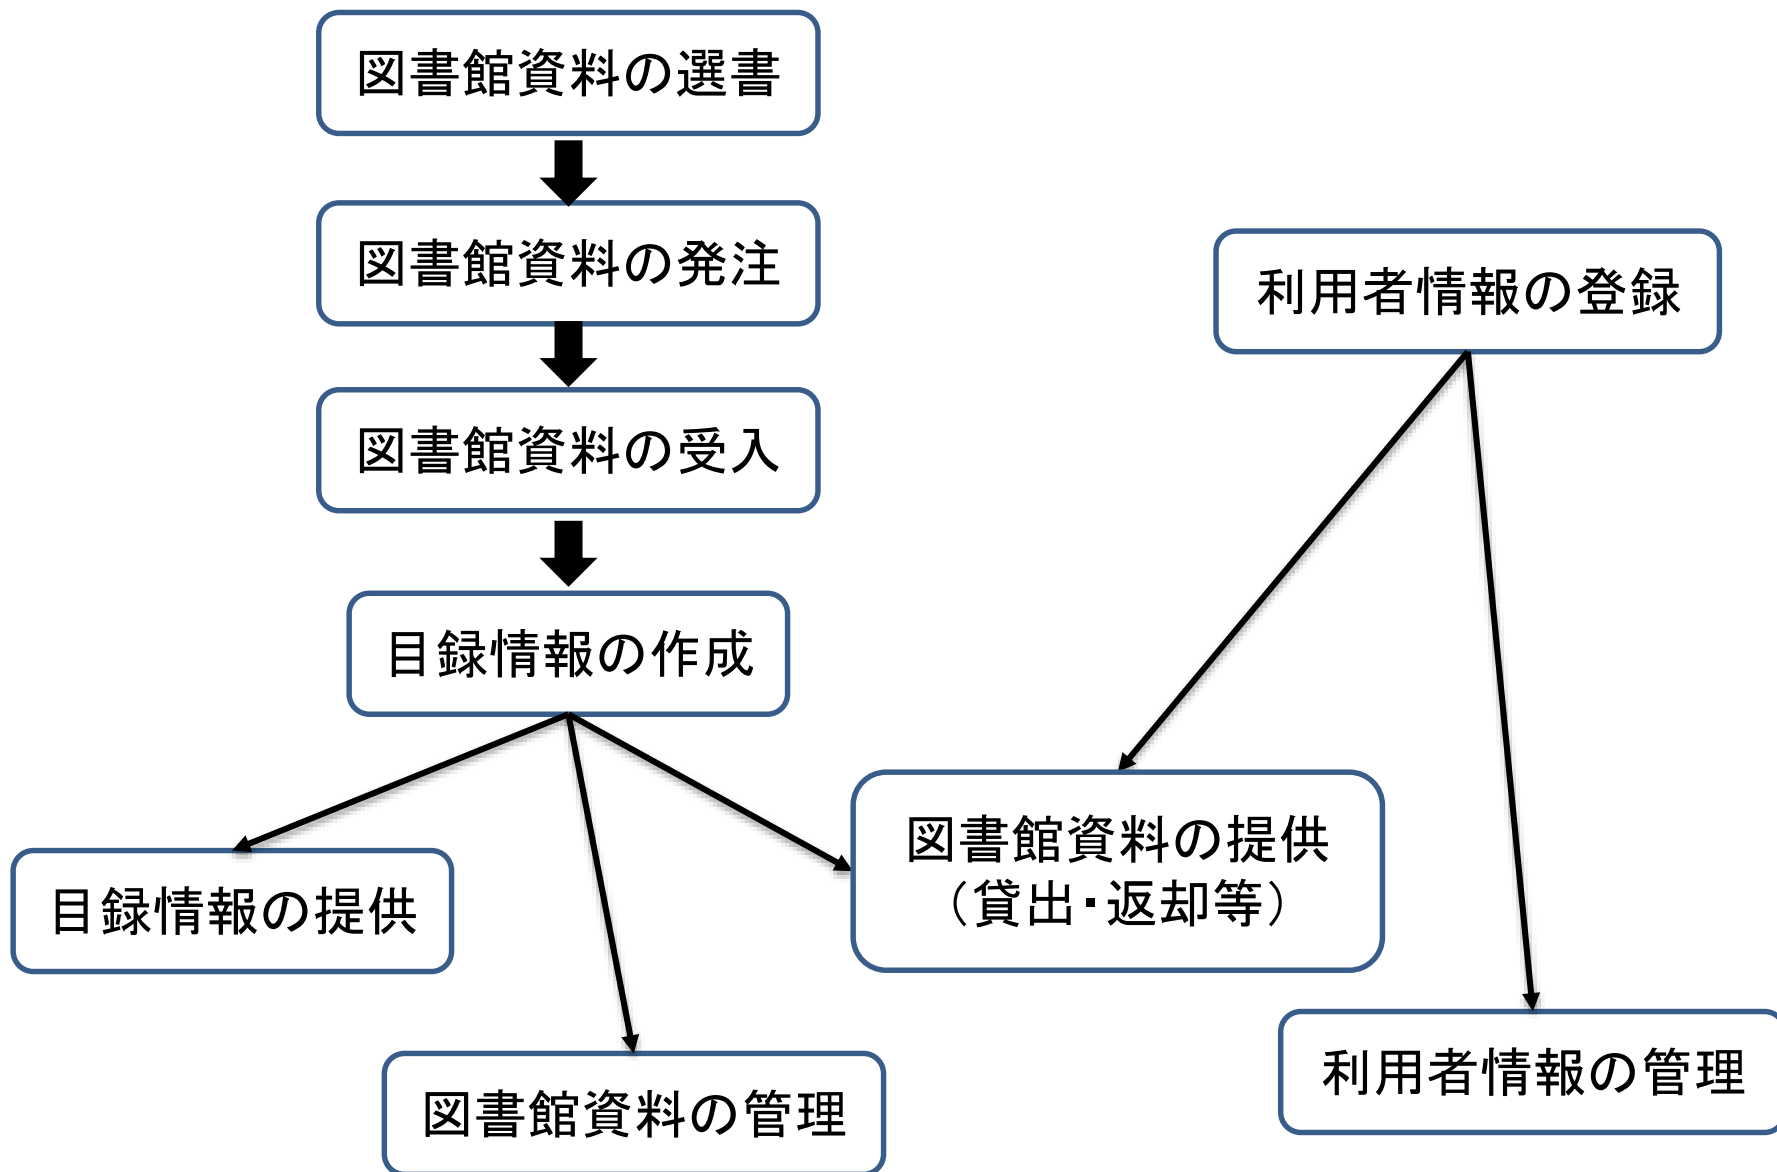 図書館資料の選書
図書館資料の発注
利用者情報の登録
図書館資料の受入
目録情報の作成
図書館資料の提供
（貸出・返却等）
目録情報の提供
利用者情報の管理
図書館資料の管理